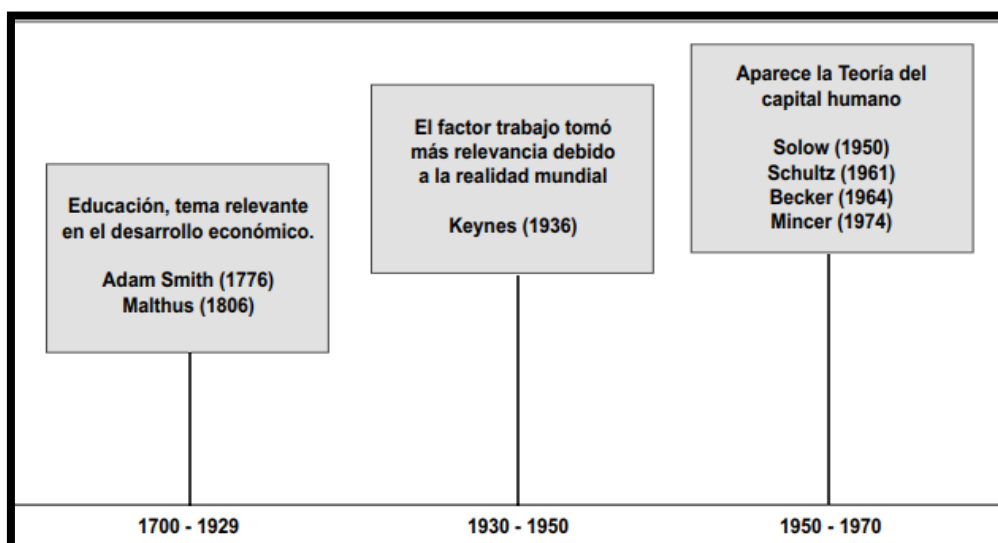 Educación, tema relevante
en el desarrollo económico.
Adam Smith (1776)
Malthus (1806)
El factor trabajo tomó
más relevancia debido
a la realidad mundial
Keynes (1936)
Aparece la Teoría del
capital humano
Solow (1950)
Schultz (1961)
Becker (1964)
Mincer (1974)
1700 - 1929
1930 - 1950
1950 - 1970